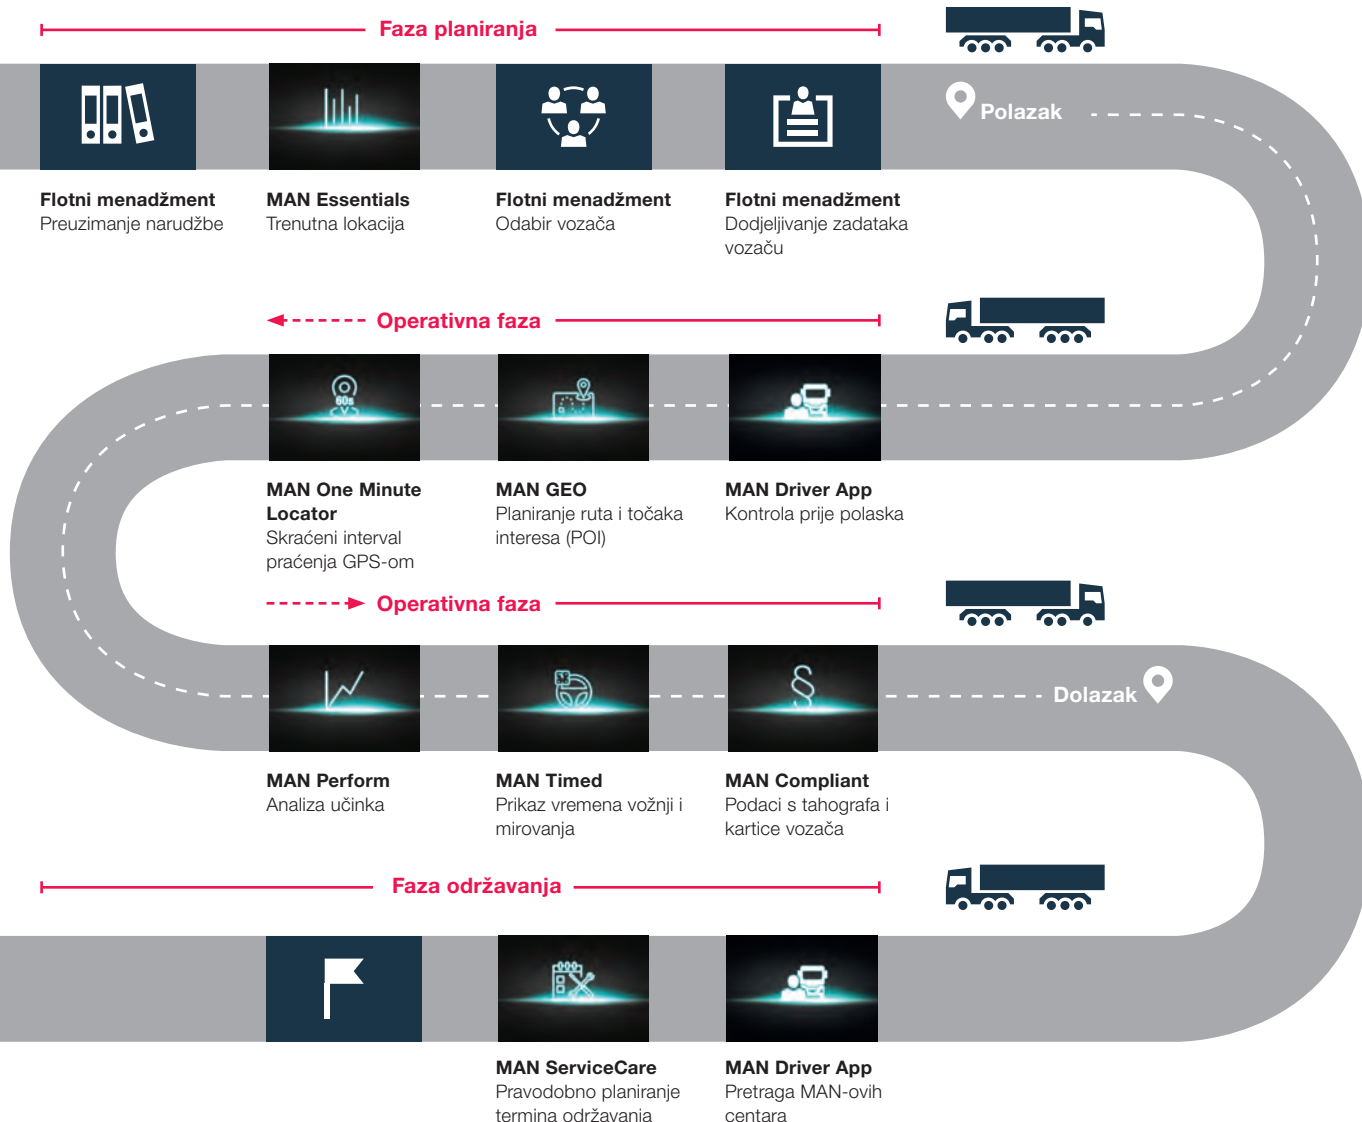 Faza planiranja
Polazak
Flotni menadžment
Preuzimanje narudžbe
MAN Essentials
Trenutna lokacija
Flotni menadžment
Odabir vozača
Flotni menadžment
Dodjeljivanje zadataka
vozaču
Operativna faza
60s
MAN One Minute
Locator
Skraćeni interval
praćenja GPS-om
MAN GEO
Planiranje ruta i točaka
interesa (POI)
MAN Driver App
Kontrola prije polaska
Operativna faza
Dolazak
MAN Perform
Analiza učinka
MAN Timed
Prikaz vremena vožnji i
mirovanja
MAN Compliant
Podaci s tahografa i
kartice vozača
Faza održavanja
MAN ServiceCare
Pravodobno planiranje
termina održavania
MAN Driver App
Pretraga MAN-ovih
centara